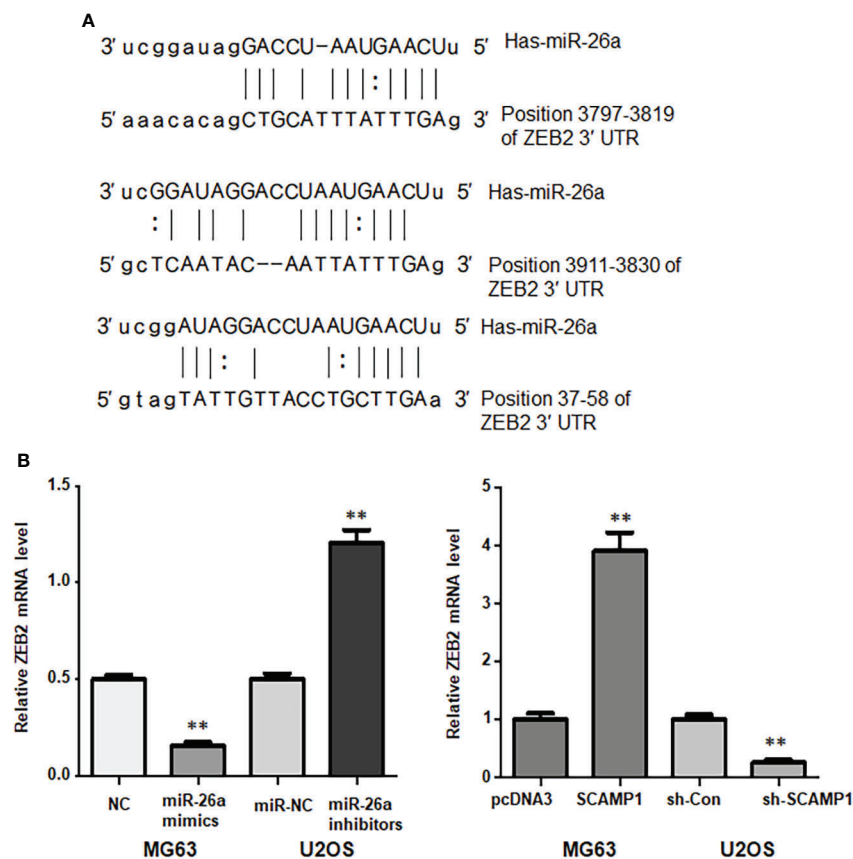 A
3′ ucggauagGACCU-AAUGAACUu 5′ Has-miR-26a
||| | |||:||||
5′ aaacacagCTGCATTTATTTGAg 3′ Position 3797-3819
of ZEB2 3′ UTR
3′ ucGGAUAGGACCUAAUGAACUu 5′ Has-miR-26a
:| || | ||||:|||
5′ gcTCAATAC--AATTATTTGAg 3′ Position 3911-3830 of
ZEB2 3′ UTR
3′ ucggAUAGGACCUAAUGAACUu 5′ Has-miR-26a
|||: | |:|||||
5′ gtagTATTGTTACCTGCTTGAa 3′ Position 37-58 of
ZEB2 3′ UTR
B
Relative ZEB2 mRNA level
1.5
1.0
0.5
0.0
**
**
NC miR-26a mimics miR-NC miR-26a inhibitors
MG63 U2OS
Relative ZEB2 mRNA level
5
4
3
2
1
0
**
**
pcDNA3 SCAMP1 sh-Con sh-SCAMP1
MG63 U2OS